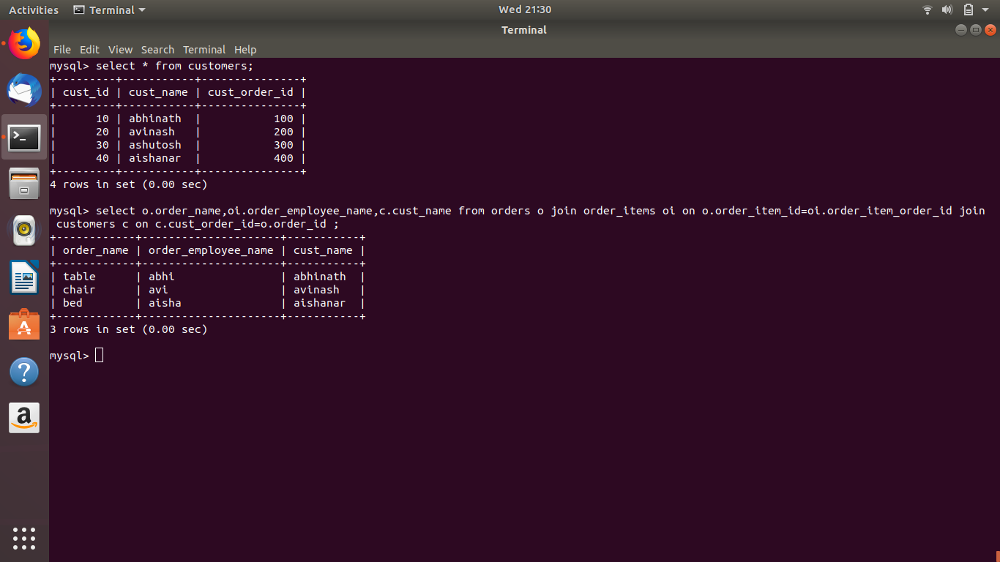 Activities Terminal Wed 21:30
Terminal
File Edit View Search Terminal Help
mysql> select * from customers;
+---------+-----------+---------------+
| cust_id | cust_name | cust_order_id |
+---------+-----------+---------------+
|      10 | abhinath  |           100 |
|      20 | avinash   |           200 |
|      30 | ashutosh  |           300 |
|      40 | aishanar  |           400 |
+---------+-----------+---------------+
4 rows in set (0.00 sec)
mysql> select o.order_name,oi.order_employee_name,c.cust_name from orders o join order_items oi on o.order_item_id=oi.order_item_order_id join
 customers c on c.cust_order_id=o.order_id ;
+------------+---------------------+-----------+
| order_name | order_employee_name | cust_name |
+------------+---------------------+-----------+
| table      | abhi                | abhinath  |
| chair      | avi                 | avinash   |
| bed        | aisha               | aishanar  |
+------------+---------------------+-----------+
3 rows in set (0.00 sec)
mysql>